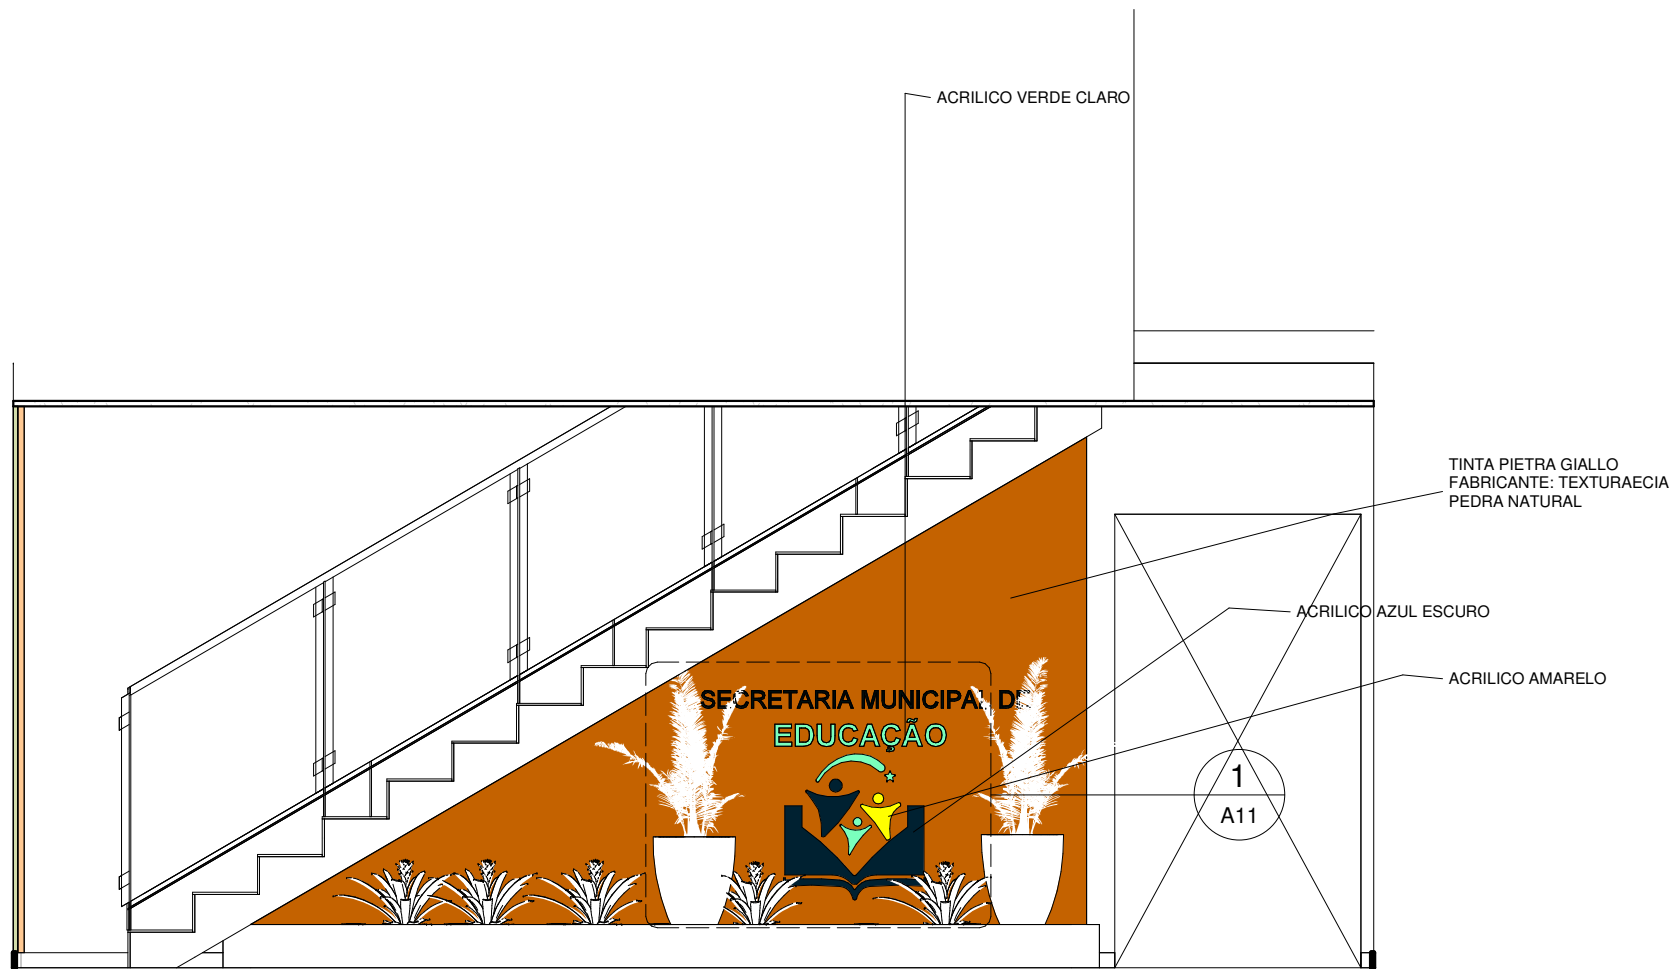 ACRILICO VERDE CLARO
TINTA PIETRA GIALLO
FABRICANTE: TEXTURAECIA
PEDRA NATURAL
ACRILICO AZUL ESCURO
ACRILICO AMARELO
SECRETARIA MUNICIPAL DE
EDUCAÇÃO
1
A11